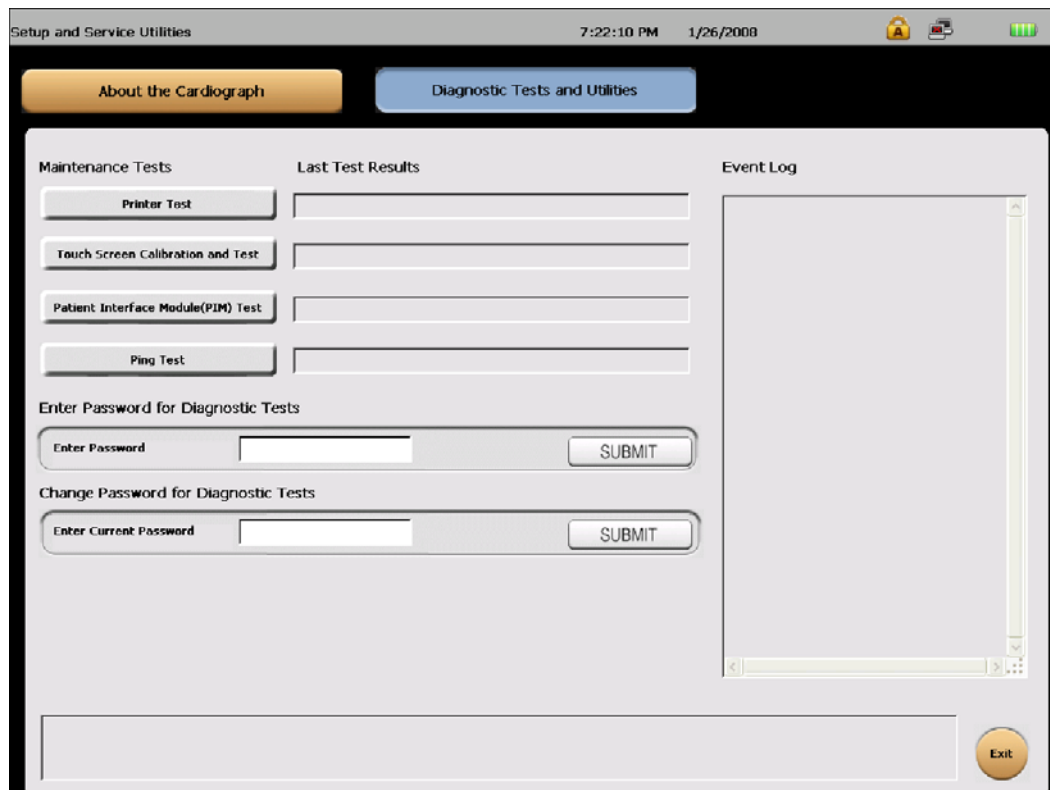 Setup and Service Utilities 7:22:10 PM 1/26/2008 A
About the Cardiograph Diagnostic Tests and Utilities
Maintenance Tests Last Test Results Event Log
Printer Test
Touch Screen Calibration and Test
Patient Interface Module(PIM) Test
Ping Test
Enter Password for Diagnostic Tests
Enter Password SUBMIT
Change Password for Diagnostic Tests
Enter Current Password SUBMIT
Exit